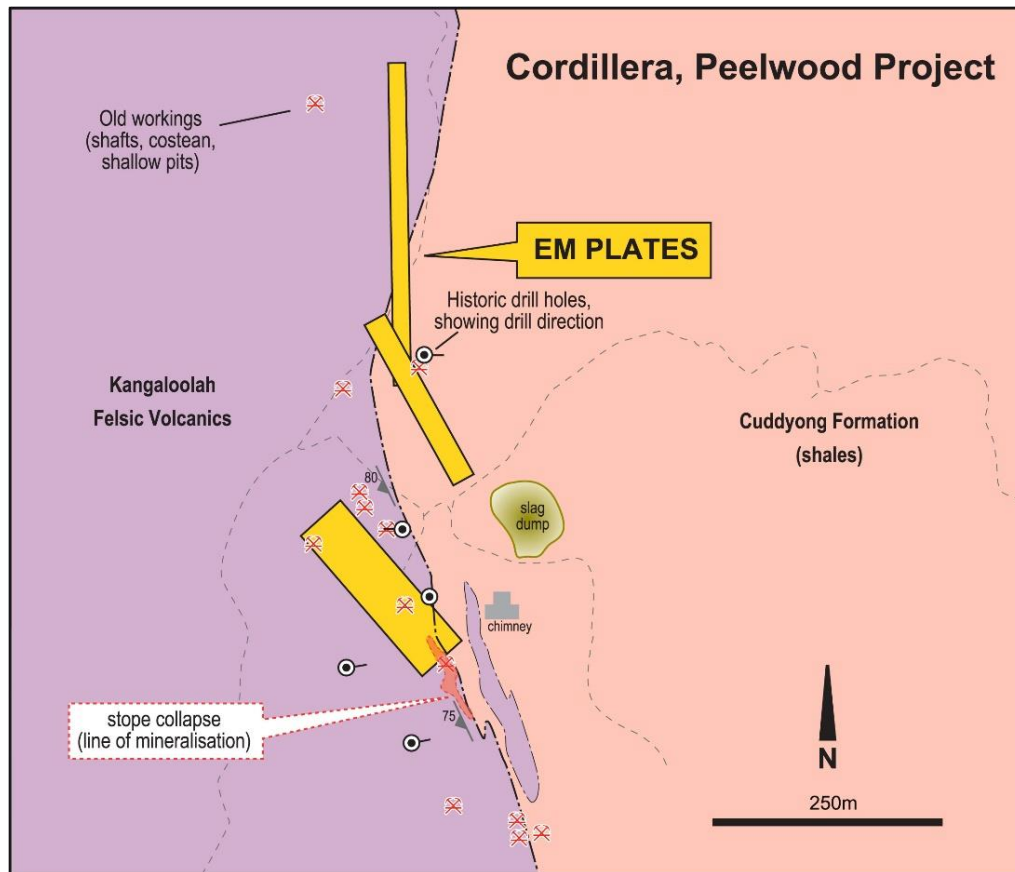 Cordillera, Peelwood Project
Old workings
(shafts, costean,
shallow pits)
EM PLATES
Historic drill holes,
showing drill direction
Kangaloolah
Felsic Volcanics
Cuddyong Formation
(shales)
80
slag
dump
chimney
stope collapse
(line of mineralisation)
75
N
250m